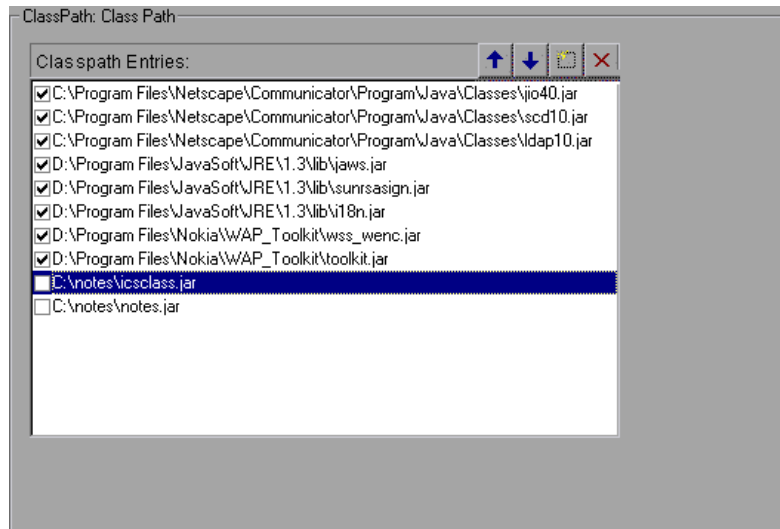 ClassPath: Class Path
Classpath Entries:
C:\Program Files\Netscape\Communicator\Program\Java\Classes\jio40.jar
C:\Program Files\Netscape\Communicator\Program\Java\Classes\scd10.jar
C:\Program Files\Netscape\Communicator\Program\Java\Classes\ldap10.jar
D:\Program Files\JavaSoft\JRE\1.3\lib\jaws.jar
D:\Program Files\JavaSoft\JRE\1.3\lib\sunrsasign.jar
D:\Program Files\JavaSoft\JRE\1.3\lib\i18n.jar
D:\Program Files\Nokia\WAP_Toolkit\wss_wenc.jar
D:\Program Files\Nokia\WAP_Toolkit\toolkit.jar
C:\notes\icsclass.jar
C:\notes\notes.jar